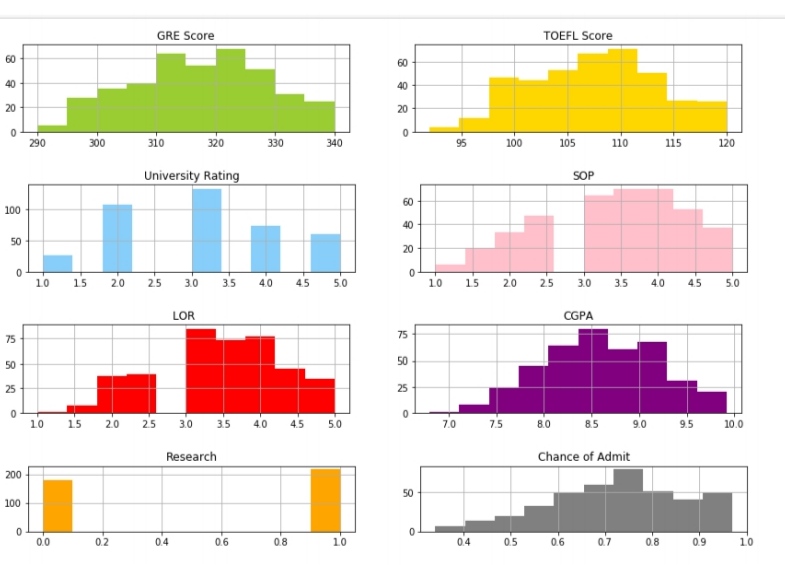 GRE Score
60
40
20
0
290 300 310 320 330 340
TOEFL Score
60
40
20
0
95 100 105 110 115 120
University Rating
100
50
0
1.0 1.5 2.0 2.5 3.0 3.5 4.0 4.5 5.0
SOP
60
40
20
0
1.0 1.5 2.0 2.5 3.0 3.5 4.0 4.5 5.0
LOR
75
50
25
0
1.0 1.5 2.0 2.5 3.0 3.5 4.0 4.5 5.0
CGPA
75
50
25
0
7.0 7.5 8.0 8.5 9.0 9.5 10.0
Research
200
100
0
0.0 0.2 0.4 0.6 0.8 1.0
Chance of Admit
50
0
0.4 0.5 0.6 0.7 0.8 0.9 1.0